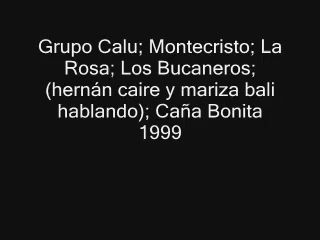 Grupo Calu; Montecristo; La
Rosa; Los Bucaneros;
(hernán caire y mariza bali
hablando); Caña Bonita
1999